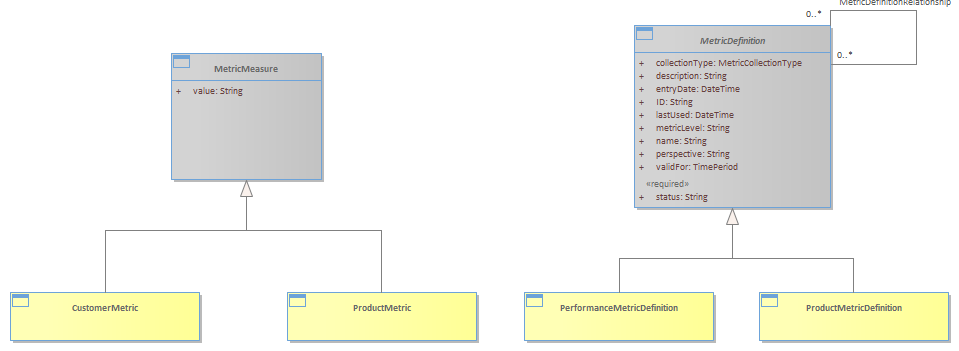 MetricDefinitionRelationship
0..*
0..*
MetricMeasure
+ value: String
MetricDefinition
+ collectionType: MetricCollectionType
+ description: String
+ entryDate: DateTime
+ ID: String
+ lastUsed: DateTime
+ metricLevel: String
+ name: String
+ perspective: String
+ validFor: TimePeriod
«required»
+ status: String
CustomerMetric
ProductMetric
PerformanceMetricDefinition
ProductMetricDefinition